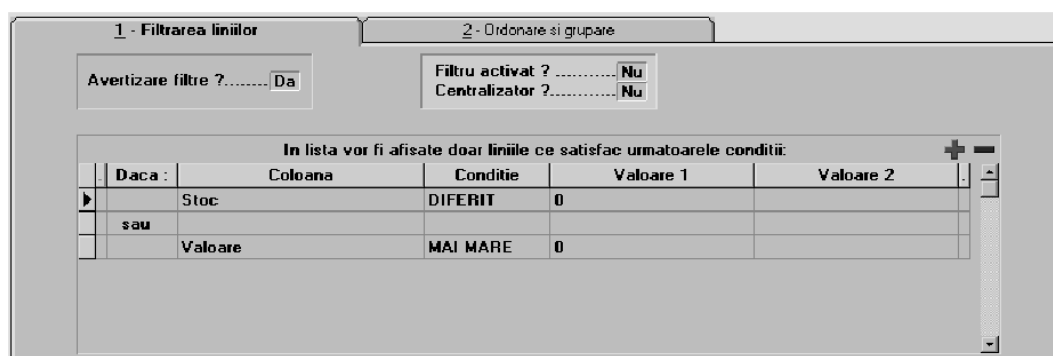 1 - Filtrarea liniilor
2 - Ordonare si grupare
Avertizare filtre ?........ Da
Filtru activat ? ........... Nu
Centralizator ?............ Nu
In lista vor fi afisate doar liniile ce satisfac urmatoarele conditii:
. Daca : Coloana Conditie Valoare 1 Valoare 2 .
Stoc DIFERIT 0
sau
Valoare MAI MARE 0